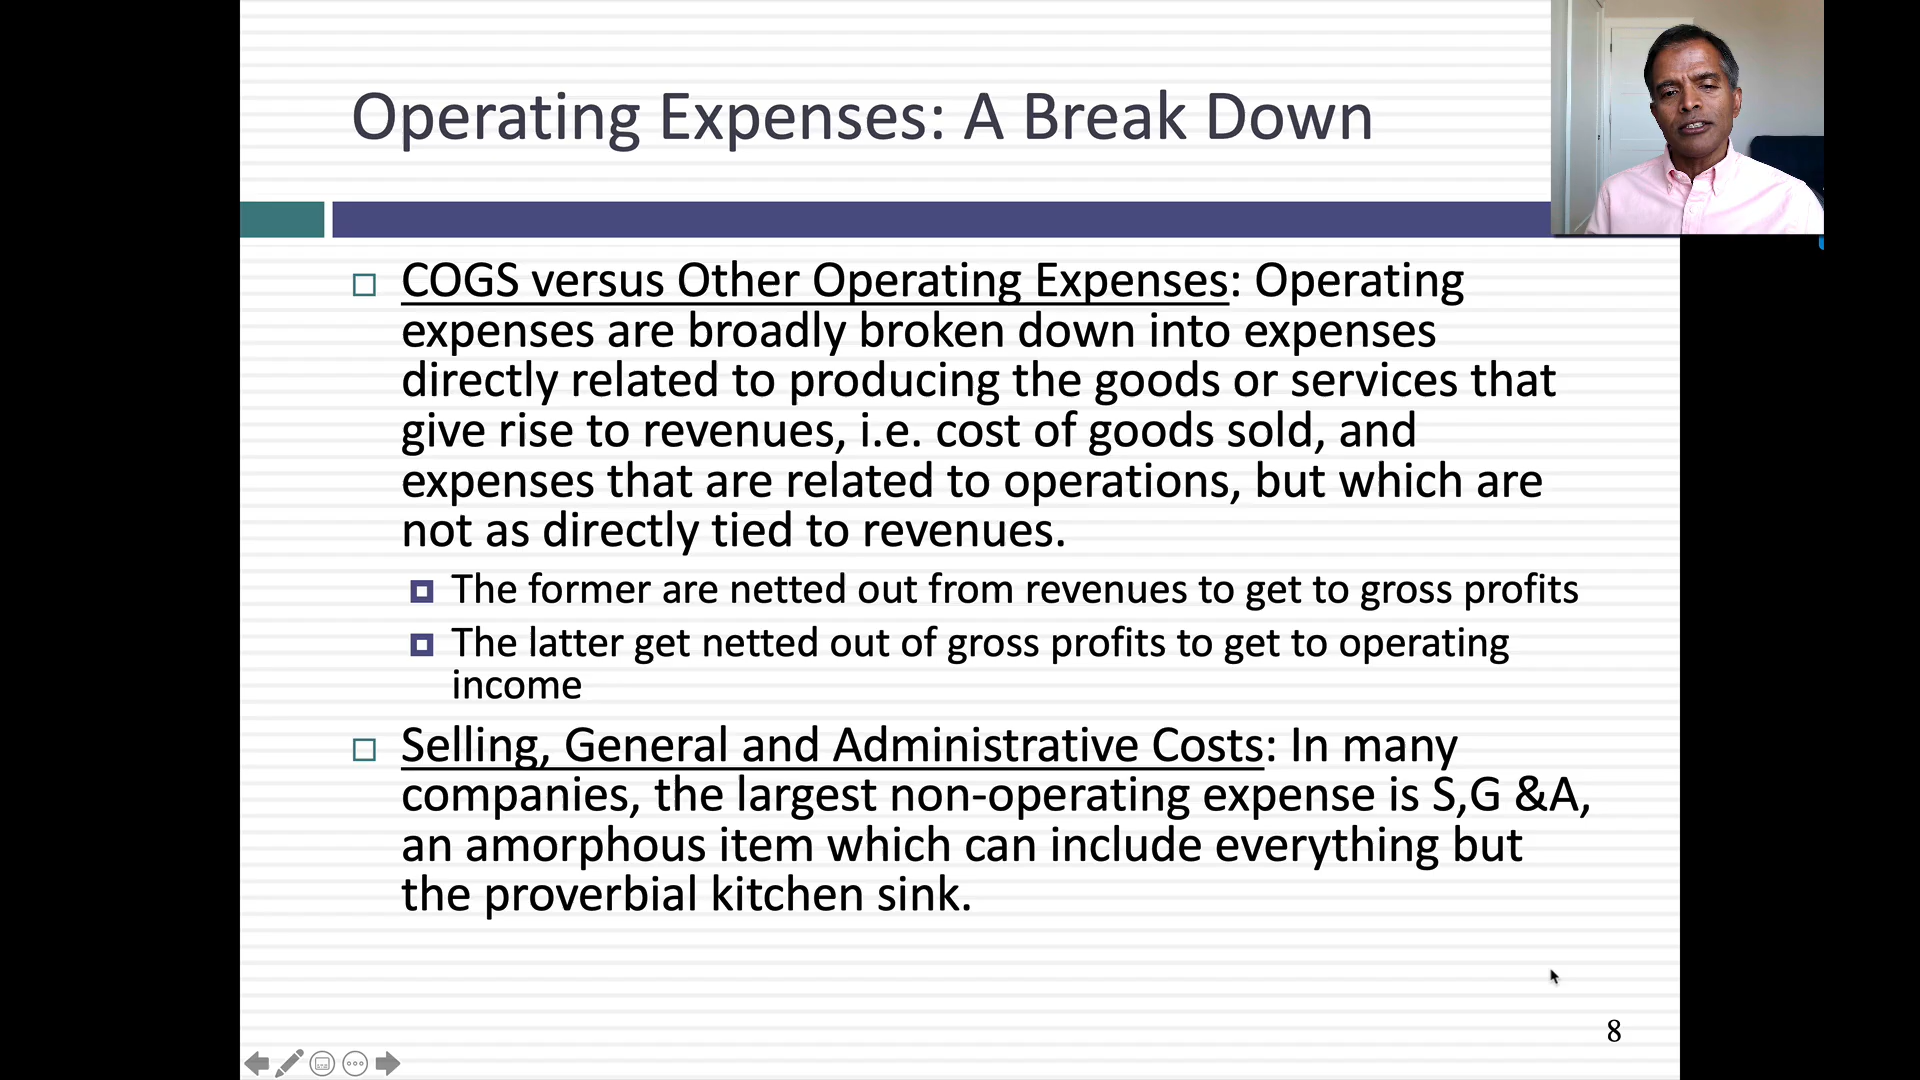 Operating Expenses: A Break Down
COGS versus Other Operating Expenses: Operating
expenses are broadly broken down into expenses
directly related to producing the goods or services that
give rise to revenues, i.e. cost of goods sold, and
expenses that are related to operations, but which are
not as directly tied to revenues.
The former are netted out from revenues to get to gross profits
The latter get netted out of gross profits to get to operating
income
Selling, General and Administrative Costs: In many
companies, the largest non-operating expense is S,G &A,
an amorphous item which can include everything but
the proverbial kitchen sink.
8